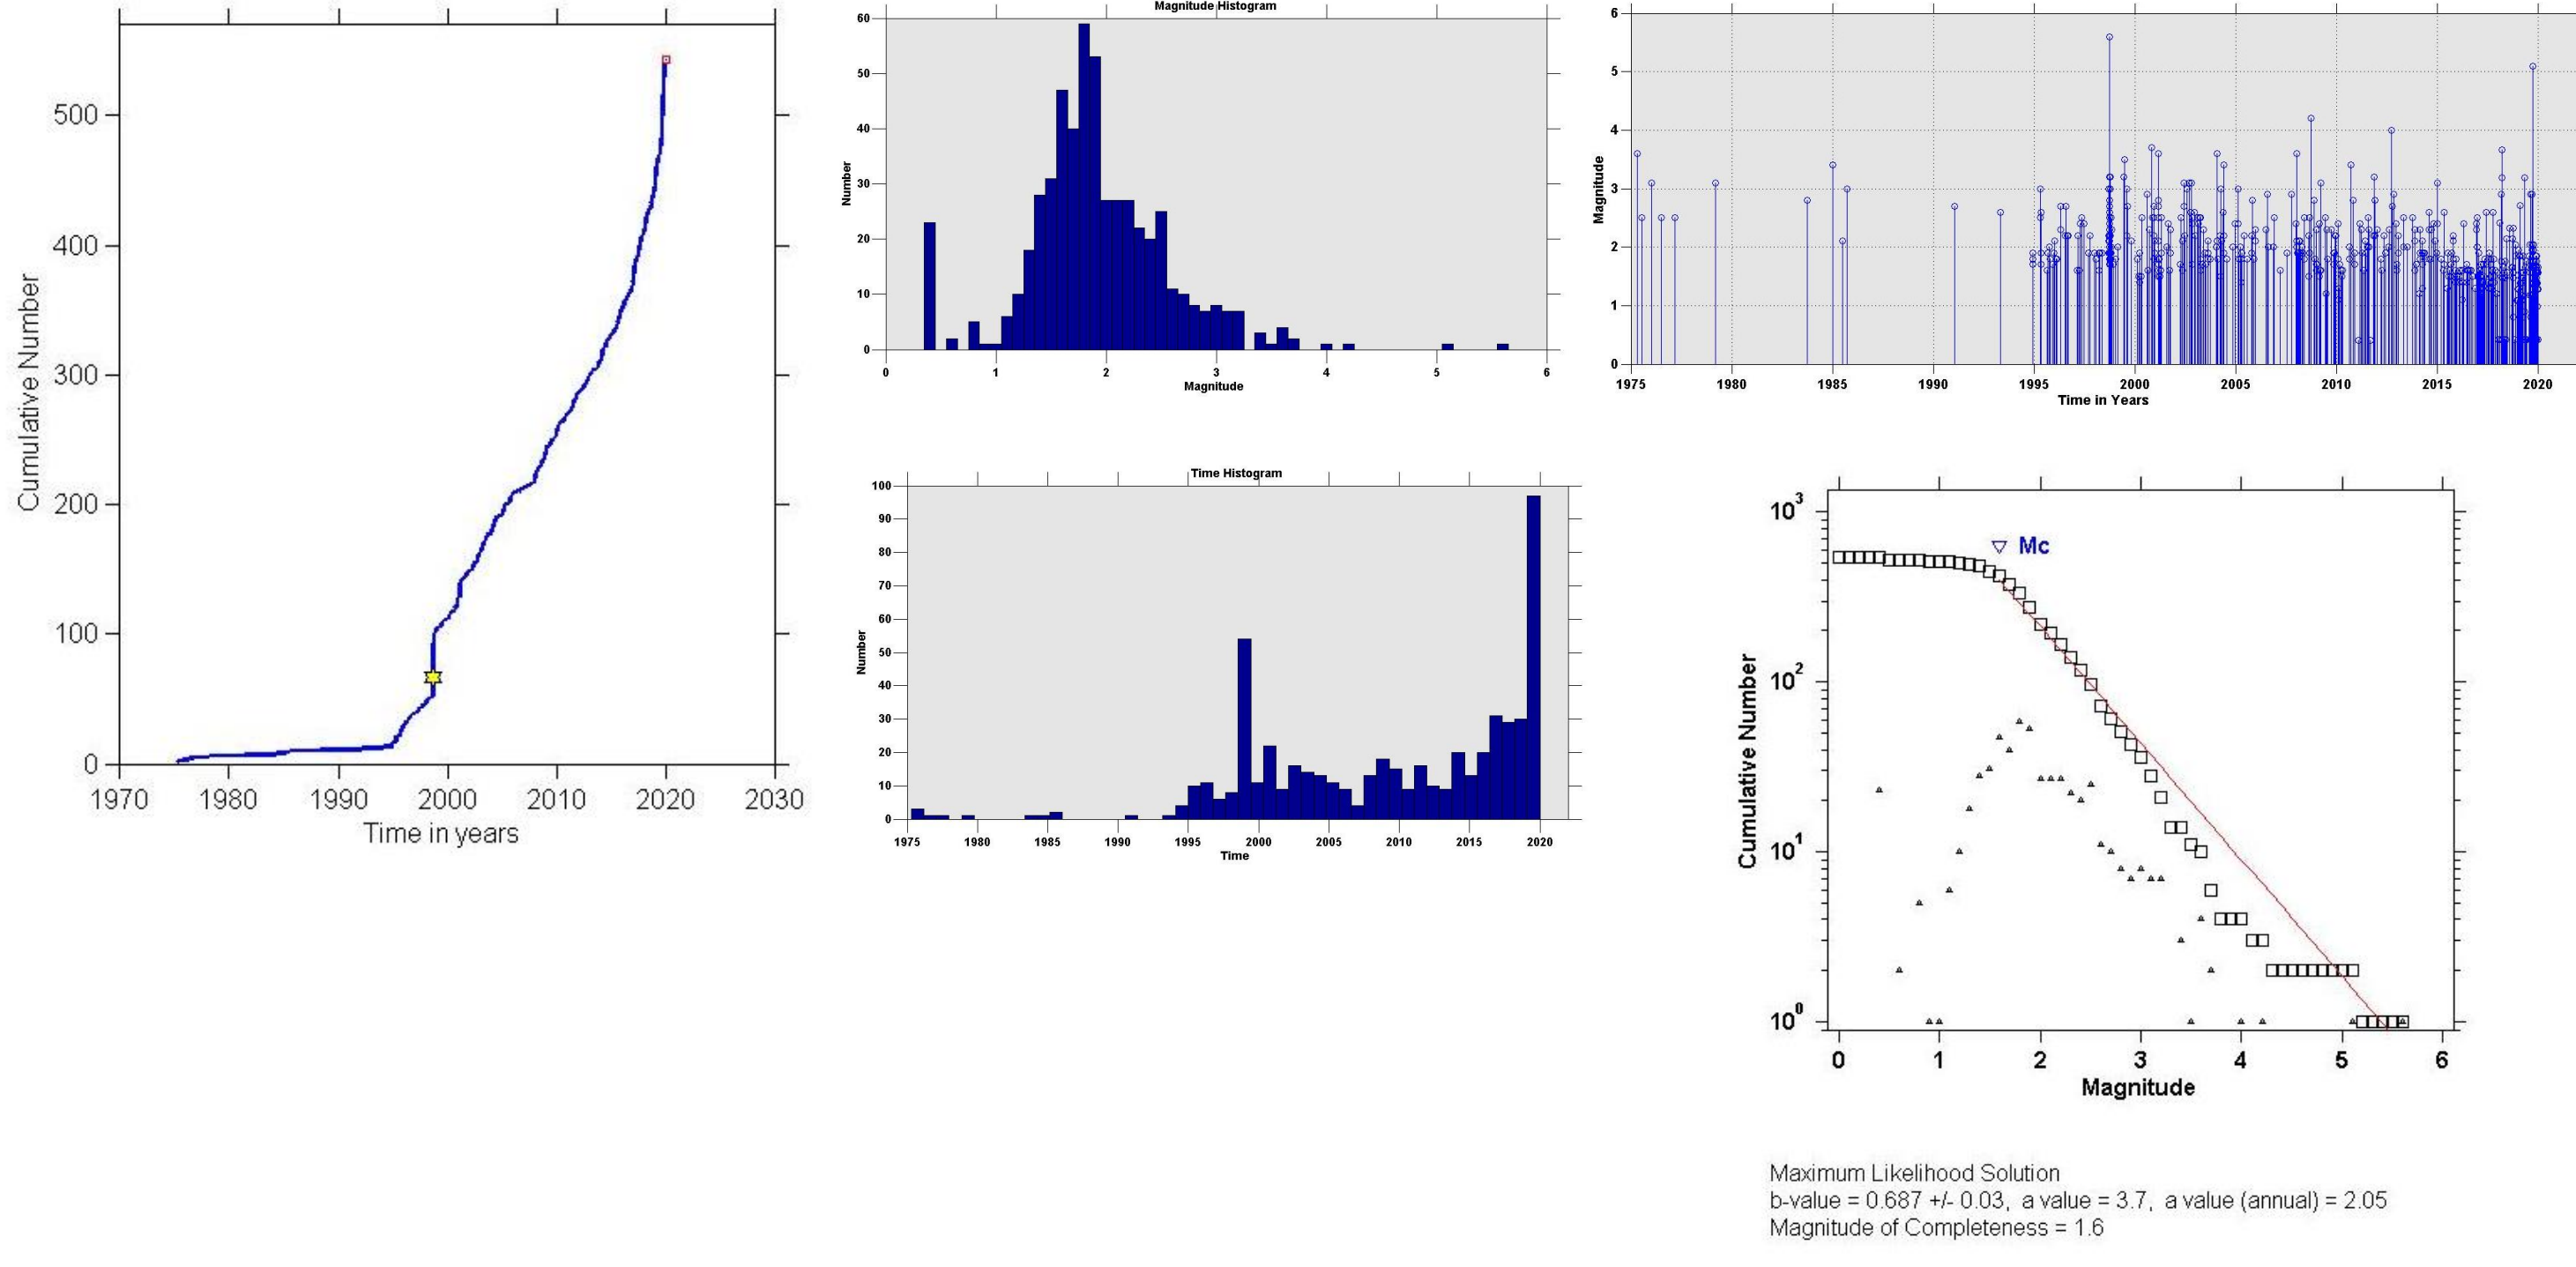 500
400
300
200
100
0
Cumulative Number
1970 1980 1990 2000 2010 2020 2030
Time in years
Magnitude Histogram
60
50
40
30
20
10
0
Number
0 1 2 3 4 5 6
Magnitude
6
5
4
3
2
1
0
Magnitude
1975 1980 1985 1990 1995 2000 2005 2010 2015 2020
Time in Years
Time Histogram
100
90
80
70
60
50
40
30
20
10
0
Number
1975 1980 1985 1990 1995 2000 2005 2010 2015 2020
Time
10³
10²
10¹
10⁰
Cumulative Number
Mc
0 1 2 3 4 5 6
Magnitude
Maximum Likelihood Solution
b-value = 0.687 +/- 0.03, a value = 3.7, a value (annual) = 2.05
Magnitude of Completeness = 1.6